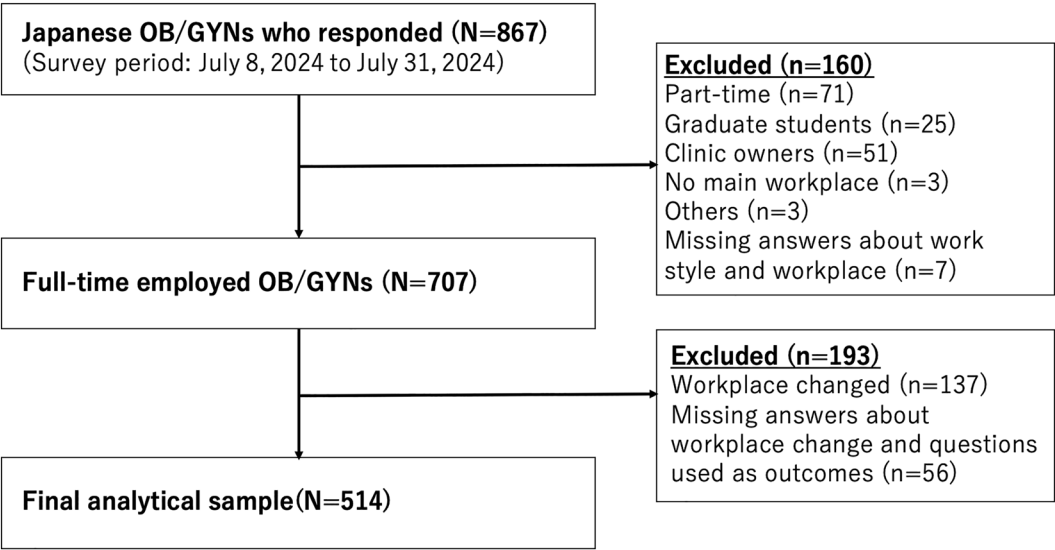 Japanese OB/GYNs who responded (N=867)
(Survey period: July 8, 2024 to July 31, 2024)
Excluded (n=160)
Part-time (n=71)
Graduate students (n=25)
Clinic owners (n=51)
No main workplace (n=3)
Others (n=3)
Missing answers about work
style and workplace (n=7)
Full-time employed OB/GYNs (N=707)
Excluded (n=193)
Workplace changed (n=137)
Missing answers about
workplace change and questions
used as outcomes (n=56)
Final analytical sample(N=514)